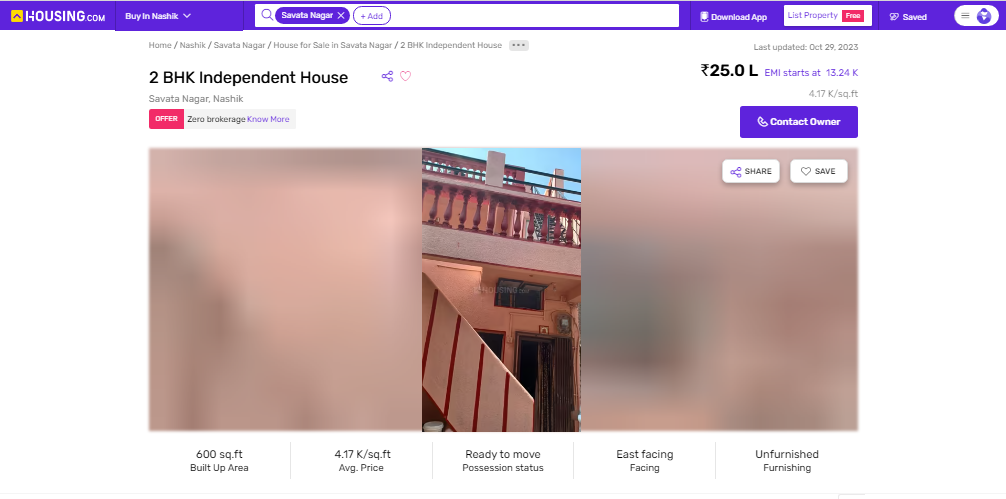 HOUSING.COM
Buy In Nashik
Savata Nagar
+ Add
Download App
List Property Free
Saved
Home / Nashik / Savata Nagar / House for Sale in Savata Nagar / 2 BHK Independent House
Last updated: Oct 29, 2023
2 BHK Independent House
₹25.0 L EMI starts at 13.24 K
Savata Nagar, Nashik
4.17 K/sq.ft
OFFER Zero brokerage Know More
Contact Owner
SHARE
SAVE
HOUSING.com
600 sq.ft
Built Up Area
4.17 K/sq.ft
Avg. Price
Ready to move
Possession status
East facing
Facing
Unfurnished
Furnishing